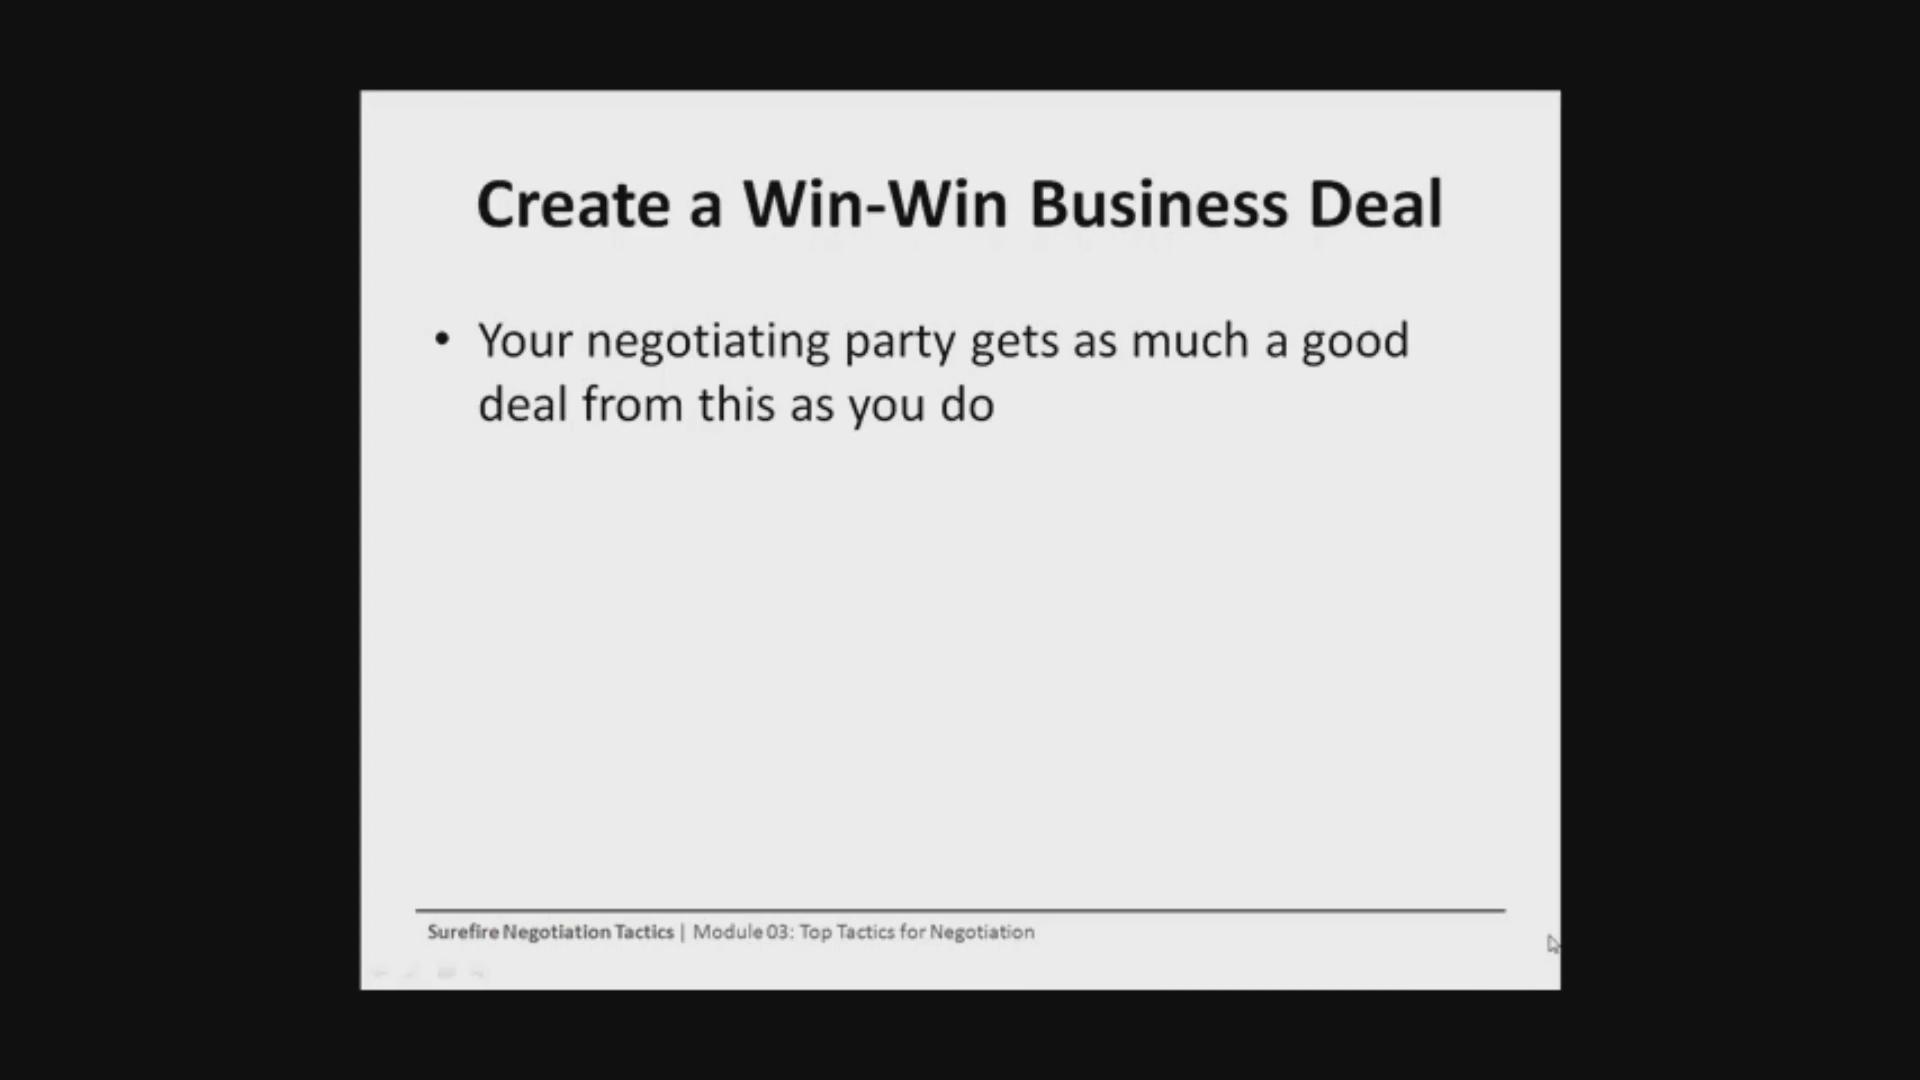 Create a Win-Win Business Deal
• Your negotiating party gets as much a good
deal from this as you do
Surefire Negotiation Tactics | Module 03: Top Tactics for Negotiation